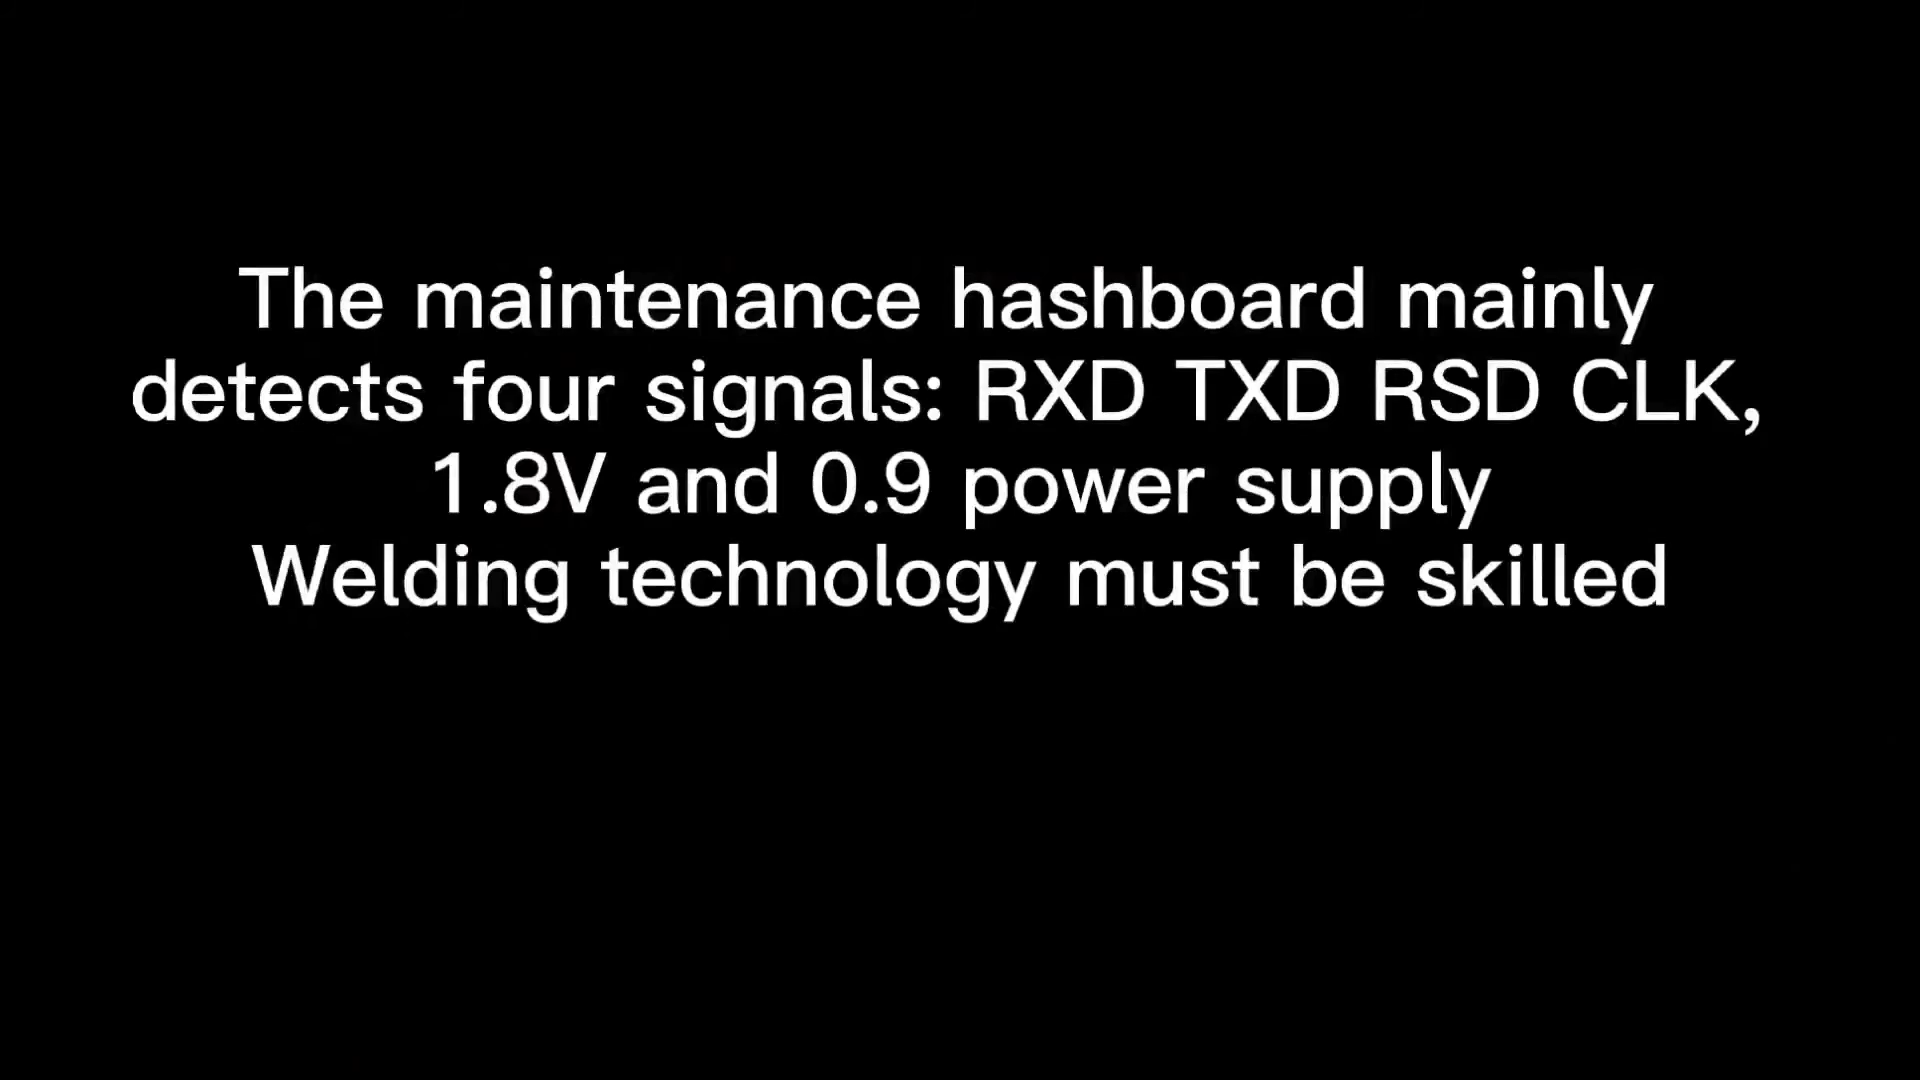 The maintenance hashboard mainly
detects four signals: RXD TXD RSD CLK,
1.8V and 0.9 power supply
Welding technology must be skilled